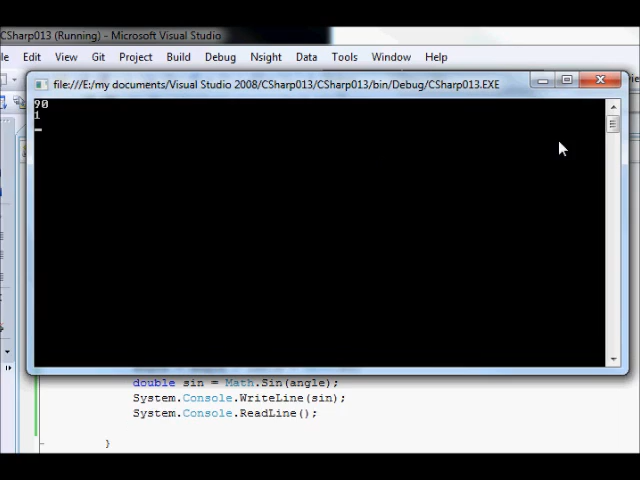 CSharp013 (Running) - Microsoft Visual Studio
Edit View Project Build Debug Nsight Data Tools Window Help
file:///E:/my documents/Visual Studio 2008/CSharp013/CSharp013/bin/Debug/CSharp013.EXE
90
1
double sin = Math.Sin(angle);
System.Console.WriteLine(sin);
System.Console.ReadLine();
}